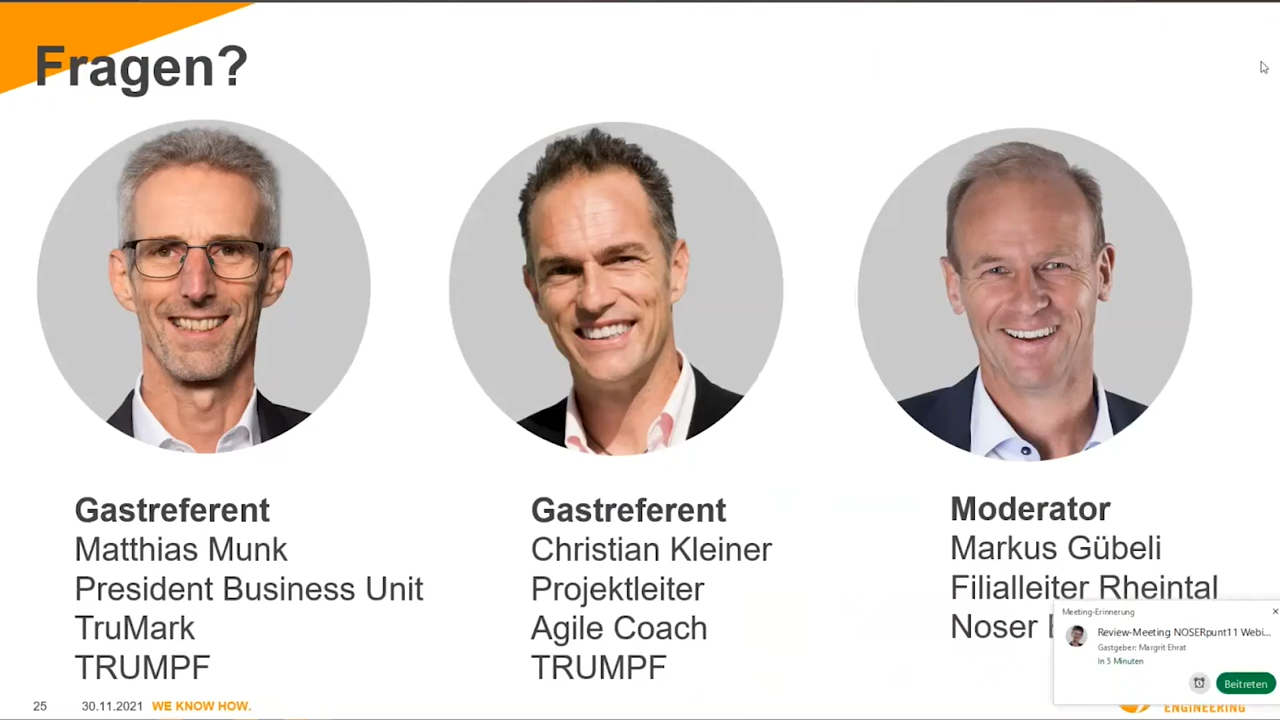 Fragen?
Gastreferent
Matthias Munk
President Business Unit
TruMark
TRUMPF
Gastreferent
Christian Kleiner
Projektleiter
Agile Coach
TRUMPF
Moderator
Markus Gübeli
Filialleiter Rheintal
Noser
Meeting-Erinnerung
Review-Meeting NOSERpunt11 Webi...
Gastgeber: Margrit Ehrat
In 5 Minuten
Beitreten
25 30.11.2021 WE KNOW HOW.
ENGINEERING